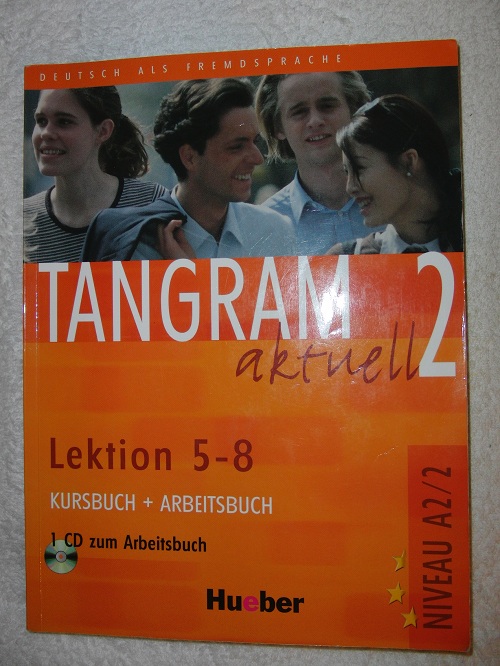 DEUTSCH ALS FREMDSPRACHE
TANGRAM 2
aktuell
Lektion 5-8
KURSBUCH + ARBEITSBUCH
1 CD zum Arbeitsbuch
Hueber
NIVEAU A2/2